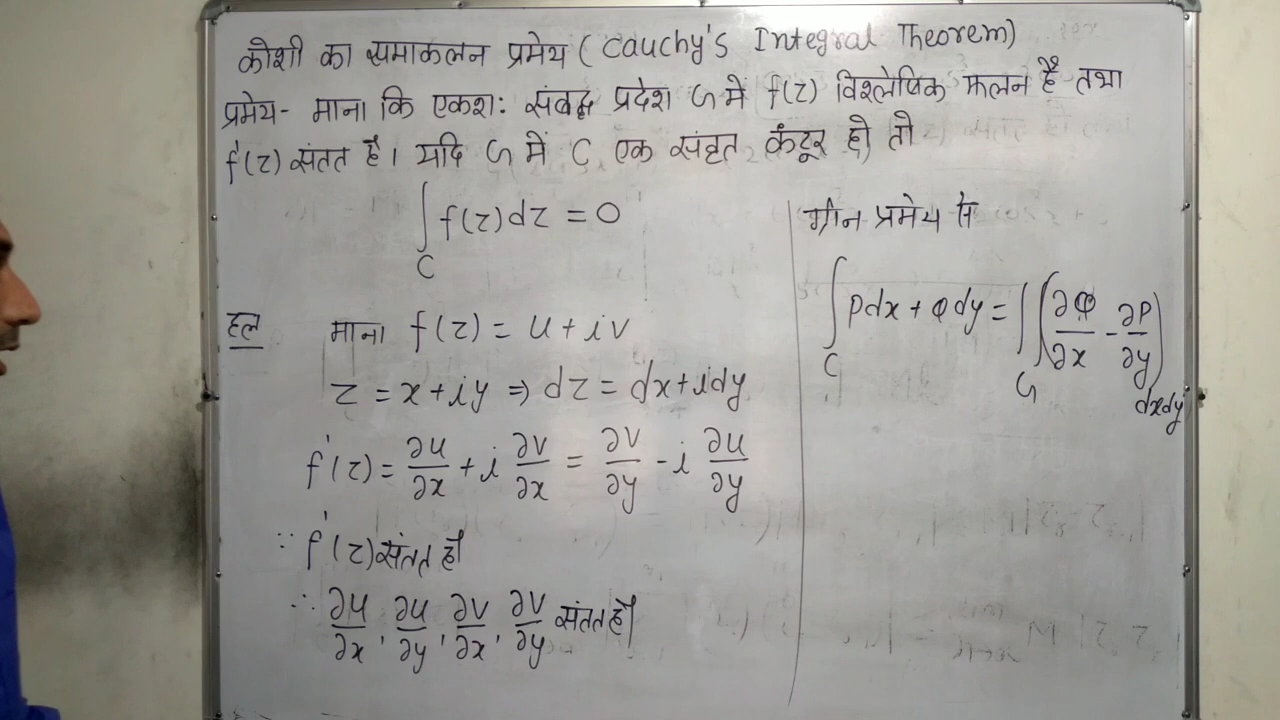 कोशी का समाकलन प्रमेय ( Cauchy's Integral Theorem)
प्रमेय- माना कि एकश: संबद्ध प्रदेश G में f(z) विश्लेषिक फलन है तथा
f'(z) संतत है। यदि G में C एक संवृत कंटूर हो तो
∫_C f(z)dz = 0
हल माना f(z) = u + iv
z = x+iy ⇒ dz = dx+idy
f'(z) = ∂u/∂x + i ∂v/∂x = ∂v/∂y - i ∂u/∂y
∵ f'(z) संतत है।
∴ ∂u/∂x, ∂u/∂y, ∂v/∂x, ∂v/∂y संतत है।
ग्रीन प्रमेय से
∫_C Pdx + Qdy = ∫∫_G (∂Q/∂x - ∂P/∂y)
dxdy